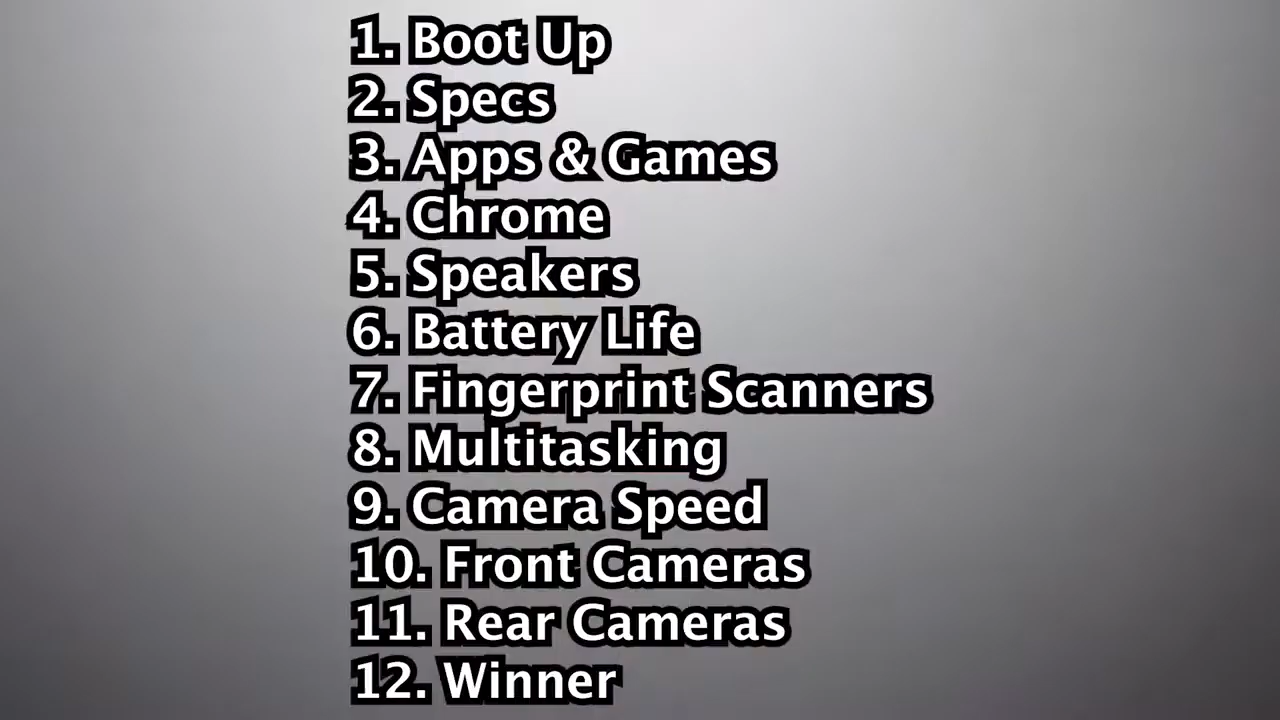 1. Boot Up
2. Specs
3. Apps & Games
4. Chrome
5. Speakers
6. Battery Life
7. Fingerprint Scanners
8. Multitasking
9. Camera Speed
10. Front Cameras
11. Rear Cameras
12. Winner